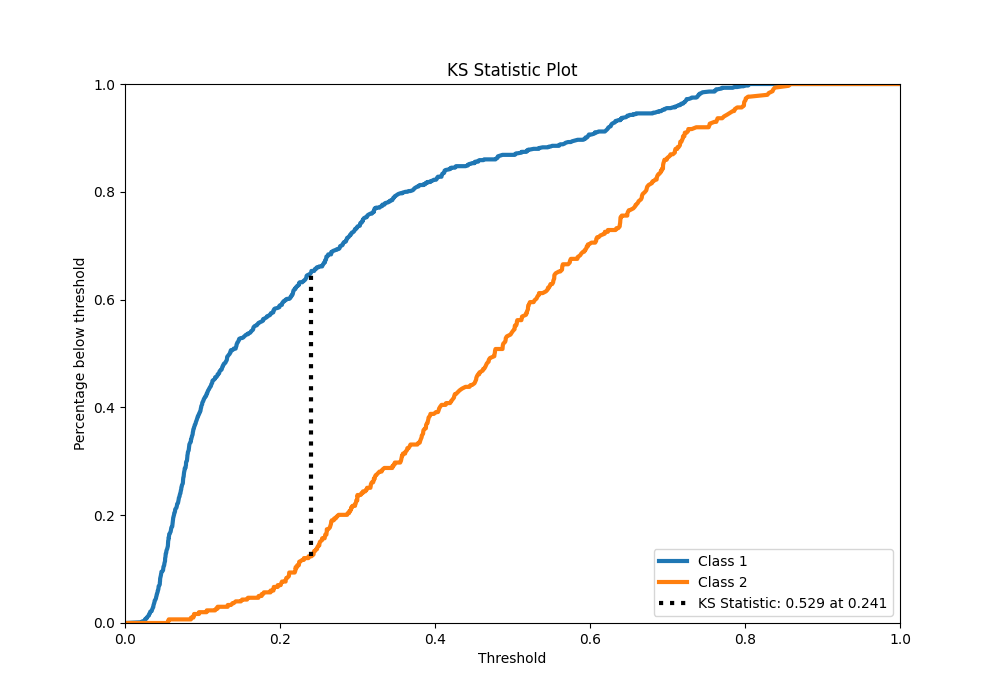 KS Statistic Plot
1.0
0.8
0.6
0.4
0.2
0.0
Percentage below threshold
0.0 0.2 0.4 0.6 0.8 1.0
Threshold
Class 1
Class 2
KS Statistic: 0.529 at 0.241